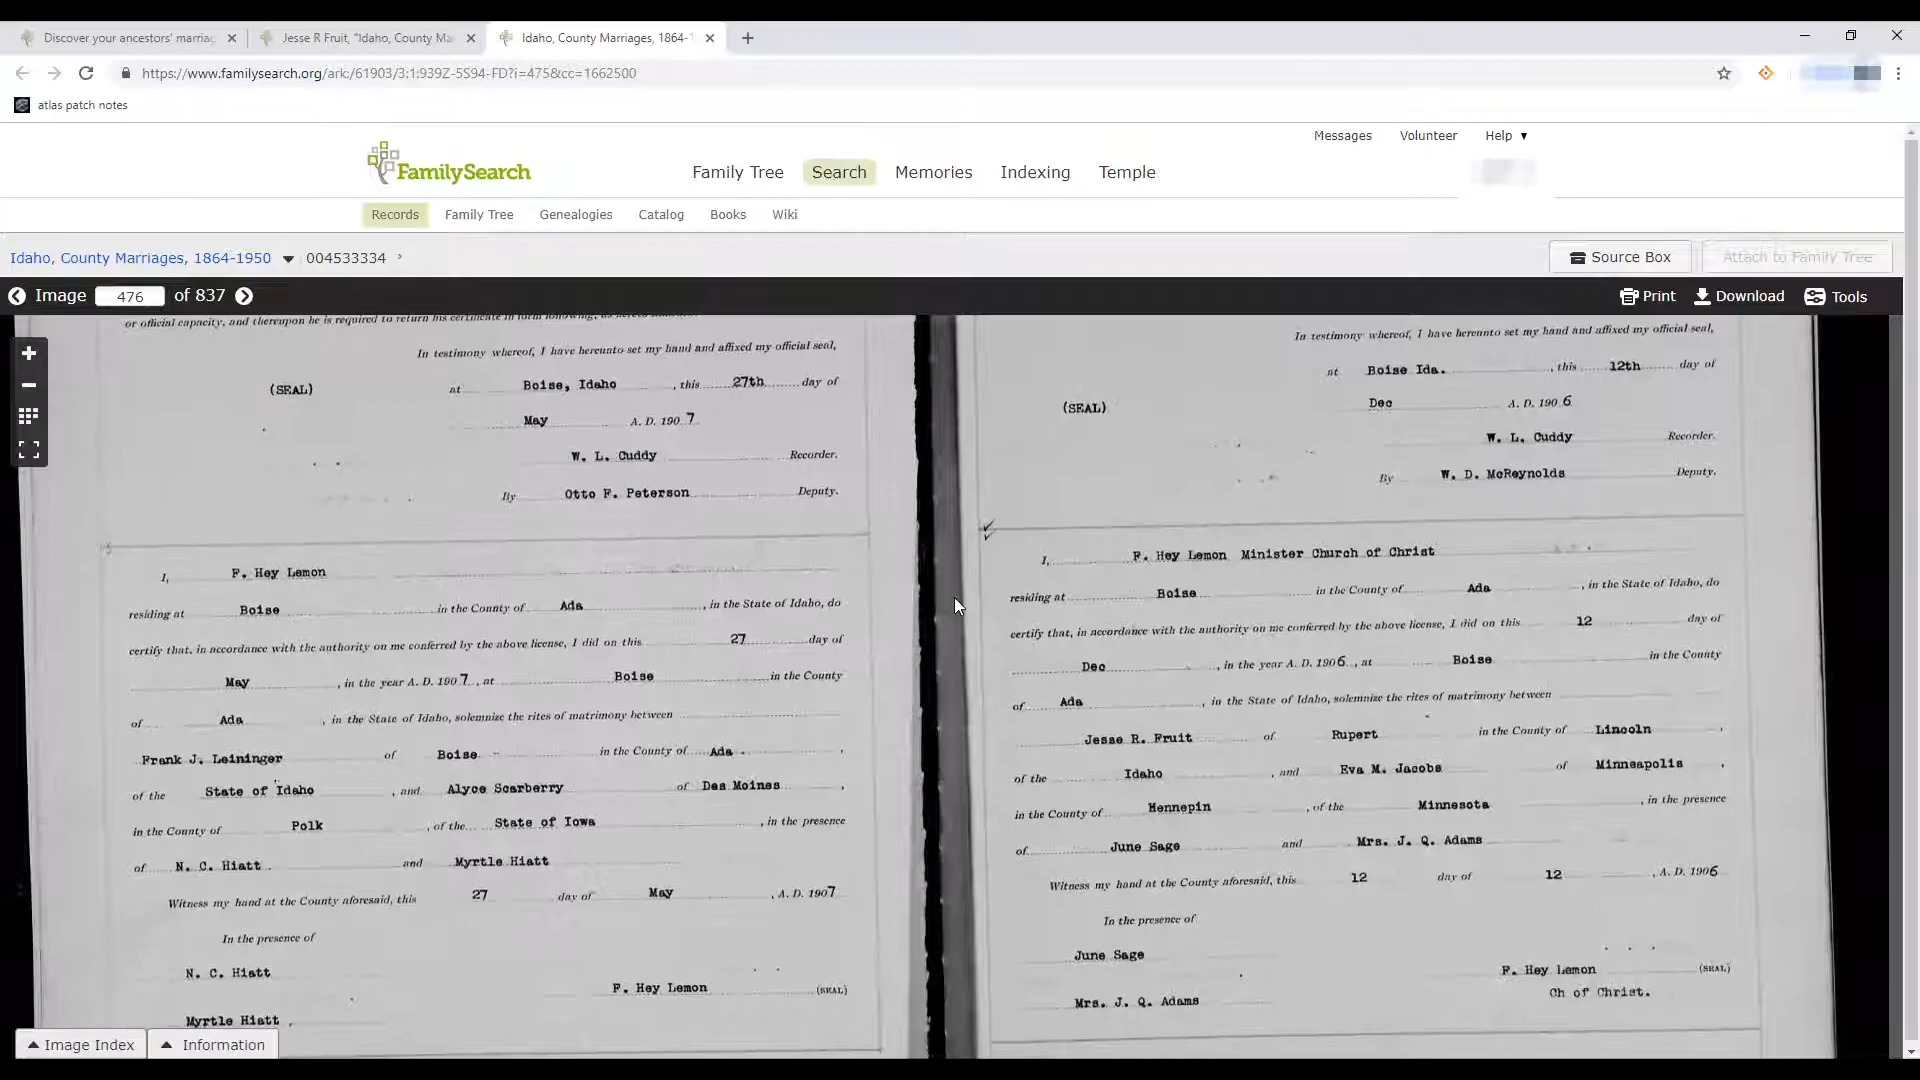 Discover your ancestors' marria
Jesse R Fruit, "Idaho, County Ma
Idaho, County Marriages, 1864-1
https://www.familysearch.org/ark:/61903/3:1:939Z-5S94-FD?i=475&cc=1662500
atlas patch notes
Messages Volunteer Help
FamilySearch
Family Tree Search Memories Indexing Temple
Records Family Tree Genealogies Catalog Books Wiki
Idaho, County Marriages, 1864-1950 004533334 ›
Source Box Attach to Family Tree
Image 476 of 837
Print Download Tools
or official capacity, and thereupon he is required to return his certificate in form following, as
In testimony whereof, I have hereunto set my hand and affixed my official seal,
(SEAL) at Boise, Idaho , this 27th day of
May A. D. 190 7
W. L. Cuddy Recorder.
By Otto F. Peterson Deputy.
I, F. Hey Lemon
residing at Boise in the County of Ada , in the State of Idaho, do
certify that, in accordance with the authority on me conferred by the above license, I did on this 27 day of
May , in the year A. D. 190 7 , at Boise in the County
of Ada , in the State of Idaho, solemnize the rites of matrimony between
Frank J. Leininger of Boise in the County of Ada ,
of the State of Idaho , and Alyce Scarberry of Des Moines ,
in the County of Polk , of the State of Iowa , in the presence
of N. C. Hiatt and Myrtle Hiatt
Witness my hand at the County aforesaid, this 27 day of May , A. D. 1907
In the presence of
N. C. Hiatt
F. Hey Lemon (SEAL)
Myrtle Hiatt
In testimony whereof, I have hereunto set my hand and affixed my official seal,
at Boise Ida. , this 12th day of
(SEAL) Dec A. D. 190 6
W. L. Cuddy Recorder.
By W. D. McReynolds Deputy.
I, F. Hey Lemon Minister Church of Christ
residing at Boise in the County of Ada , in the State of Idaho, do
certify that, in accordance with the authority on me conferred by the above license, I did on this 12 day of
Dec , in the year A. D. 1906 , at Boise in the County
of Ada , in the State of Idaho, solemnize the rites of matrimony between
Jesse R. Fruit of Rupert in the County of Lincoln ,
of the Idaho , and Eva M. Jacobs of Minneapolis ,
in the County of Hennepin , of the Minnesota , in the presence
of June Sage and Mrs. J. Q. Adams
Witness my hand at the County aforesaid, this 12 day of 12 , A. D. 1906
In the presence of
June Sage
F. Hey Lemon (SEAL)
Ch of Christ.
Mrs. J. Q. Adams
Image Index Information